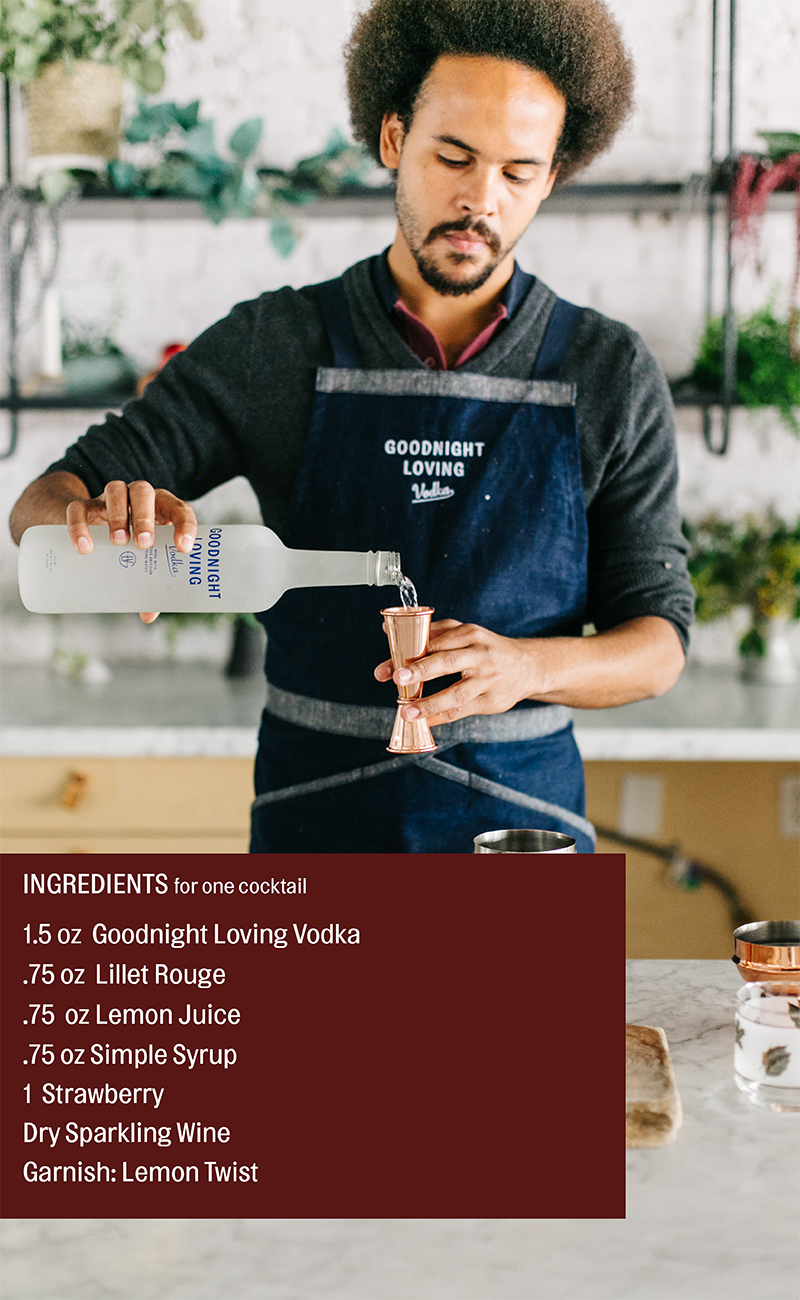 GOODNIGHT
LOVING
Vodka
GOODNIGHT
LOVING
Vodka
INGREDIENTS for one cocktail
1.5 oz Goodnight Loving Vodka
.75 oz Lillet Rouge
.75 oz Lemon Juice
.75 oz Simple Syrup
1 Strawberry
Dry Sparkling Wine
Garnish: Lemon Twist